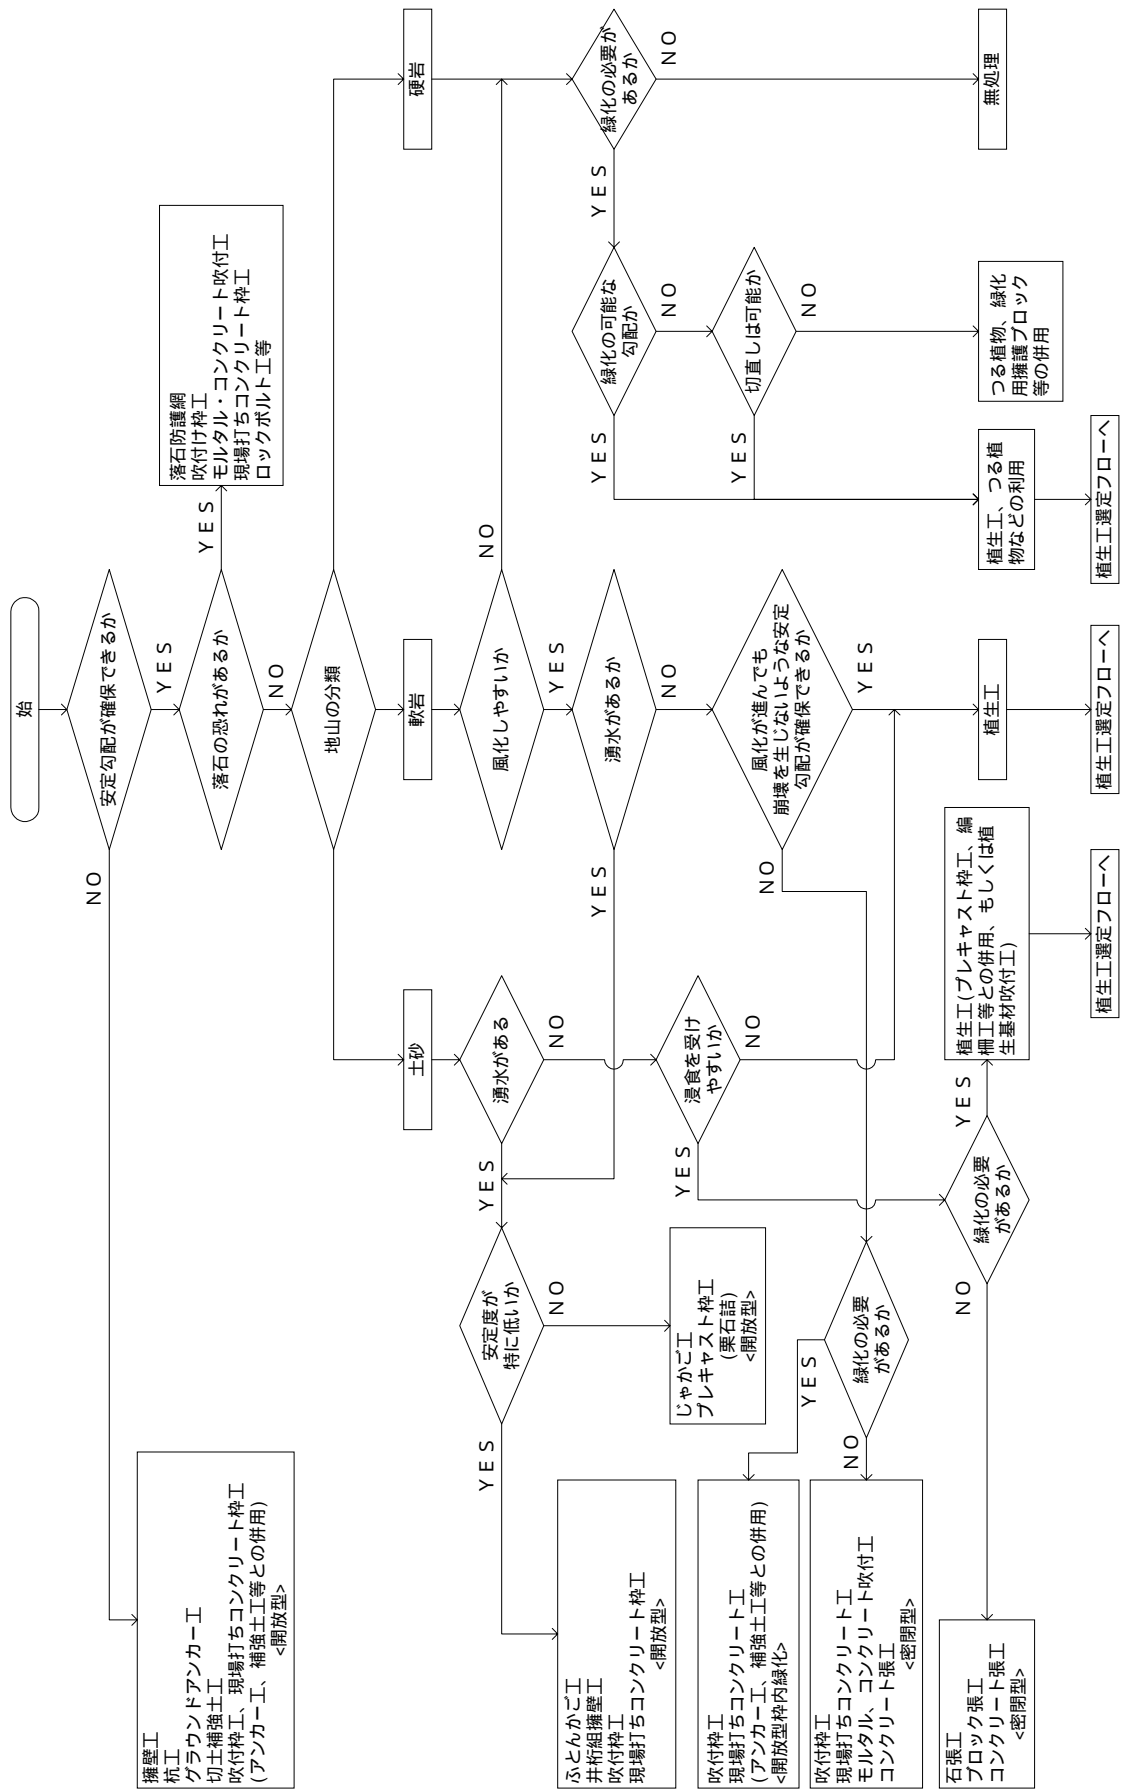 始
安定勾配が確保できるか
NO
YES
擁壁工
杭工
グラウンドアンカー工
切土補強土工
吹付枠工、現場打ちコンクリート枠工
(アンカー工、補強土工等との併用)
<開放型>
落石の恐れがあるか
YES
NO
落石防護網
吹付け枠工
モルタル・コンクリート吹付工
現場打ちコンクリート枠工
ロックボルト工等
地山の分類
土砂
軟岩
硬岩
湧水がある
YES
NO
風化しやすいか
NO
YES
安定度が
特に低いか
YES
NO
ふとんかご工
井桁組擁壁工
吹付枠工
現場打ちコンクリート枠工
<開放型>
じゃかご工
プレキャスト枠工
(栗石詰)
<開放型>
湧水があるか
YES
NO
緑化の必要が
あるか
YES
NO
緑化の可能な
勾配か
YES
NO
浸食を受け
やすいか
YES
NO
風化が進んでも
崩壊を生じないような安定
勾配が確保できるか
NO
YES
切直しは可能か
YES
NO
緑化の必要
があるか
YES
NO
吹付枠工
現場打ちコンクリート工
(アンカー工、補強土工等との併用)
<開放型枠内緑化>
吹付枠工
現場打ちコンクリート工
モルタル、コンクリート吹付工
コンクリート張工
<密閉型>
緑化の必要
があるか
NO
YES
石張工
ブロック張工
コンクリート張工
<密閉型>
植生工(プレキャスト枠工、編
柵工等との併用、もしくは植
生基材吹付工)
植生工
植生工、つる植
物などの利用
つる植物、緑化
用擁護ブロック
等の併用
無処理
植生工選定フローへ
植生工選定フローへ
植生工選定フローへ